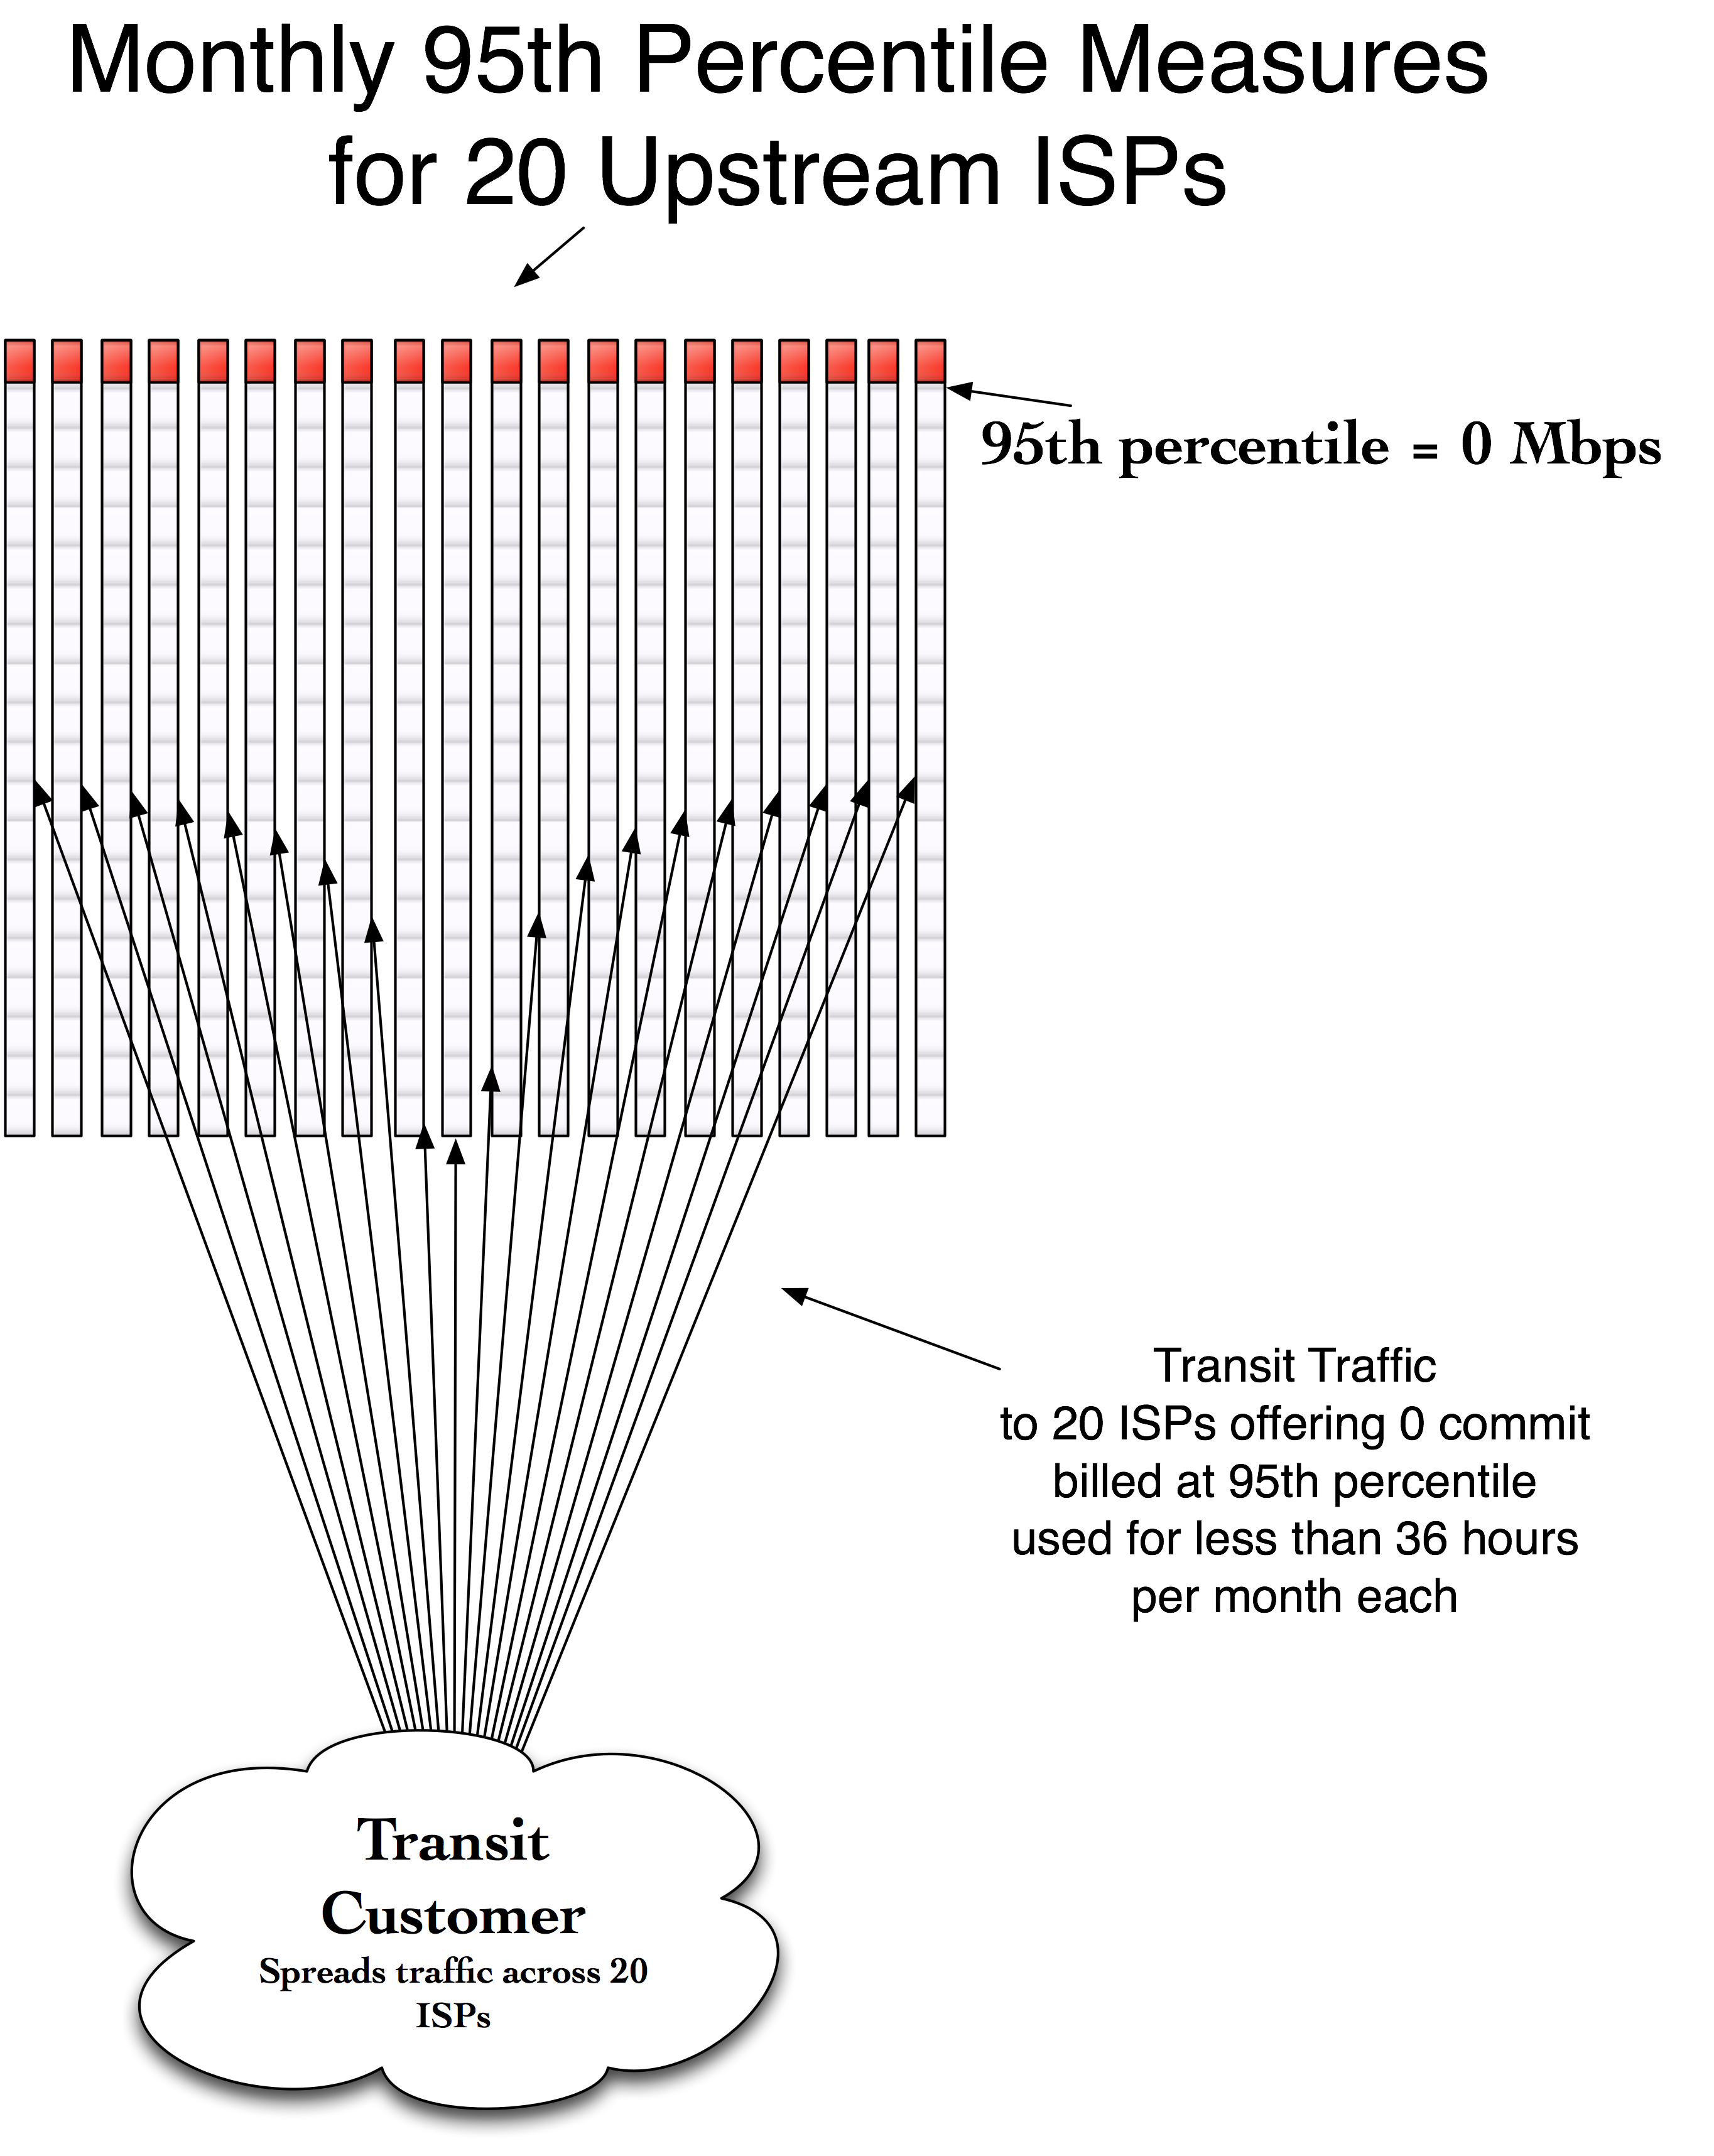 Monthly 95th Percentile Measures
for 20 Upstream ISPs
95th percentile = 0 Mbps
Transit Traffic
to 20 ISPs offering 0 commit
billed at 95th percentile
used for less than 36 hours
per month each
Transit
Customer
Spreads traffic across 20
ISPs